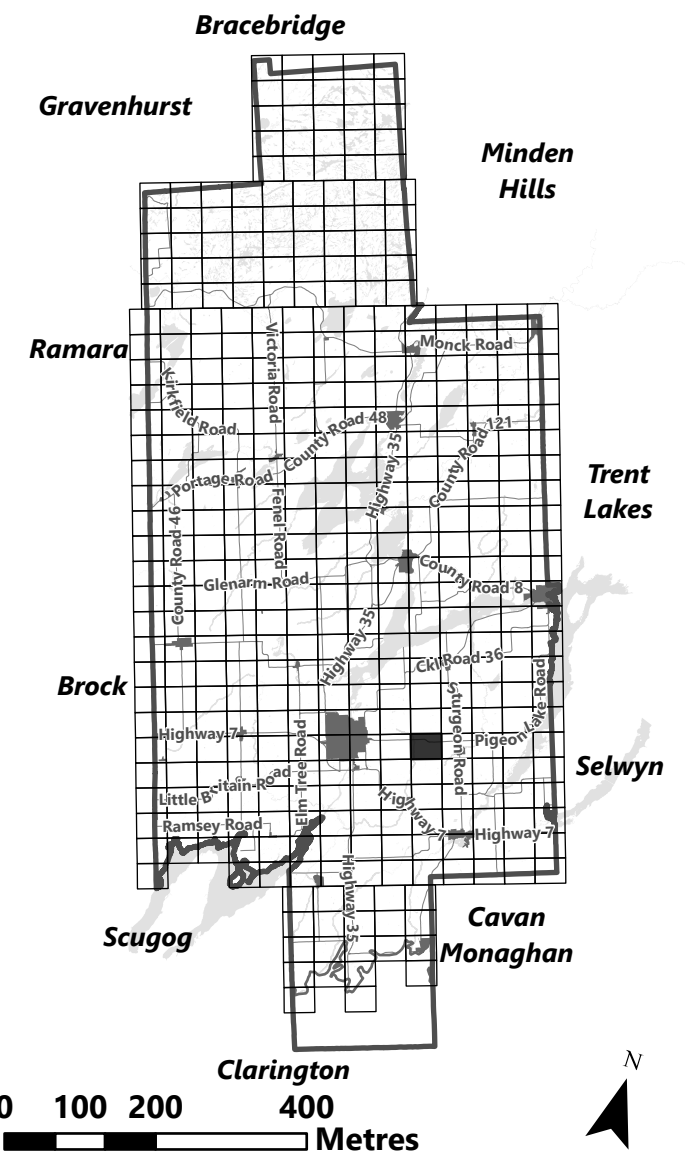 Bracebridge
Gravenhurst
Minden
Hills
Ramara
Monck Road
Victoria Road
Kirkfield Road
County Road 48
County Road 121
Highway 35
Portage Road
Trent
Lakes
Fenel Road
County Road 46
Glenarm Road
County Road 8
Highway 35
Ckl Road 36
Brock
Sturgeon Road
Pigeon Lake Road
Highway 7
Elm Tree Road
Selwyn
Little Britain Road
Highway 7
Ramsey Road
Highway 7
Highway 35
Scugog
Cavan
Monaghan
Clarington
N
0 100 200 400
Metres